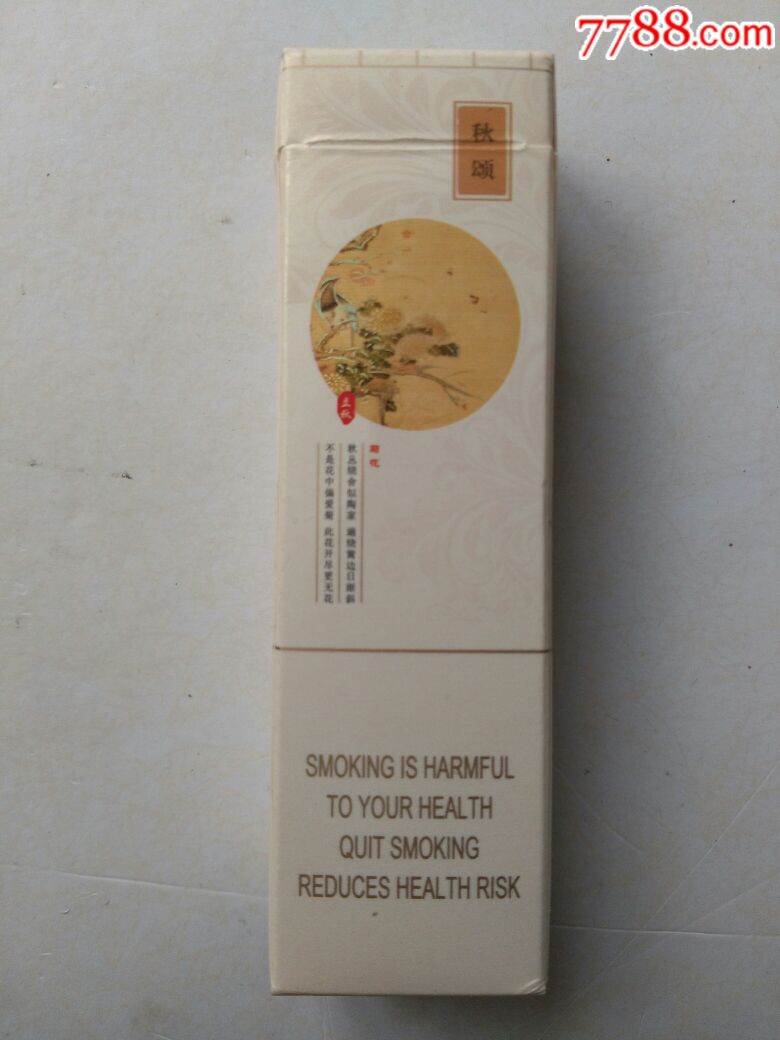 7788.com
秋
颂
立秋
菊花
秋丛绕舍似陶家 遍绕篱边日渐斜
不是花中偏爱菊 此花开尽更无花
SMOKING IS HARMFUL
TO YOUR HEALTH
QUIT SMOKING
REDUCES HEALTH RISK